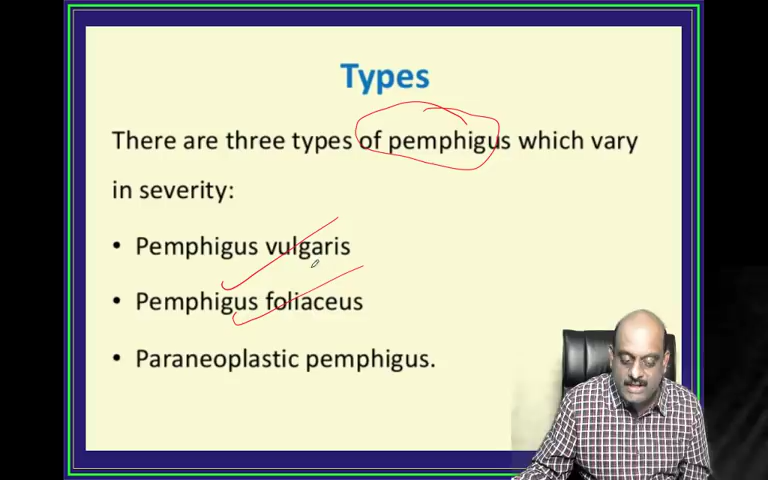 Types
There are three types of pemphigus which vary
in severity:
• Pemphigus vulgaris
• Pemphigus foliaceus
• Paraneoplastic pemphigus.